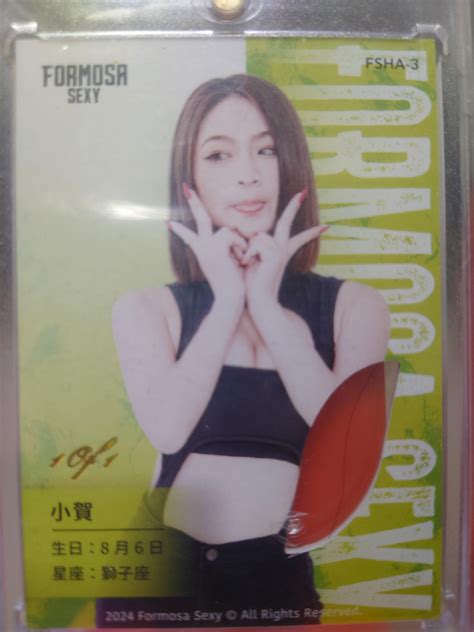 FORMOSA
SEXY
FSHA-3
FORMOSA SEXY
1 of 1
小賀
生日：8月6日
星座：獅子座
2024 Formosa Sexy © All Rights Reserved.